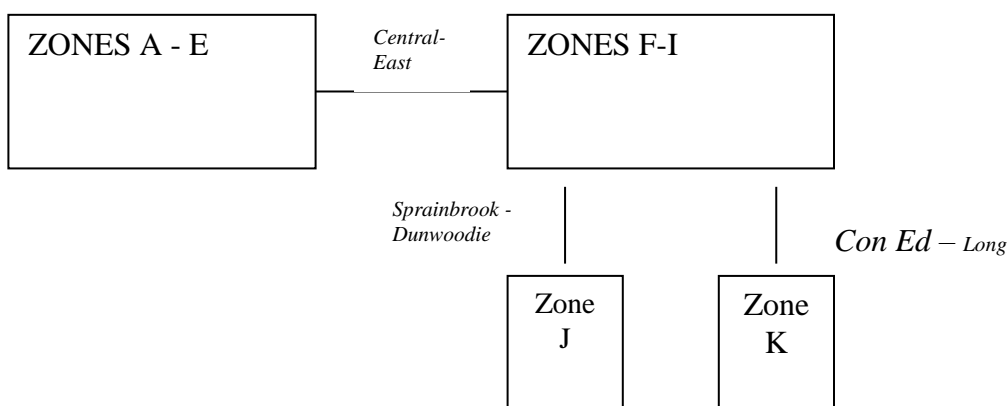 ZONES A - E
Central-
East
ZONES F-I
Sprainbrook -
Dunwoodie
Con Ed – Long
Zone
J
Zone
K